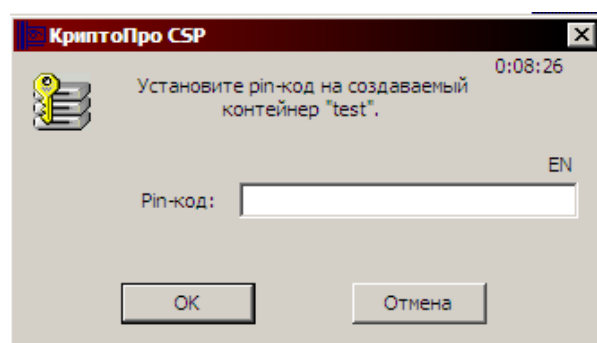 КриптоПро CSP
0:08:26
Установите pin-код на создаваемый
контейнер "test".
EN
Pin-код:
OK
Отмена